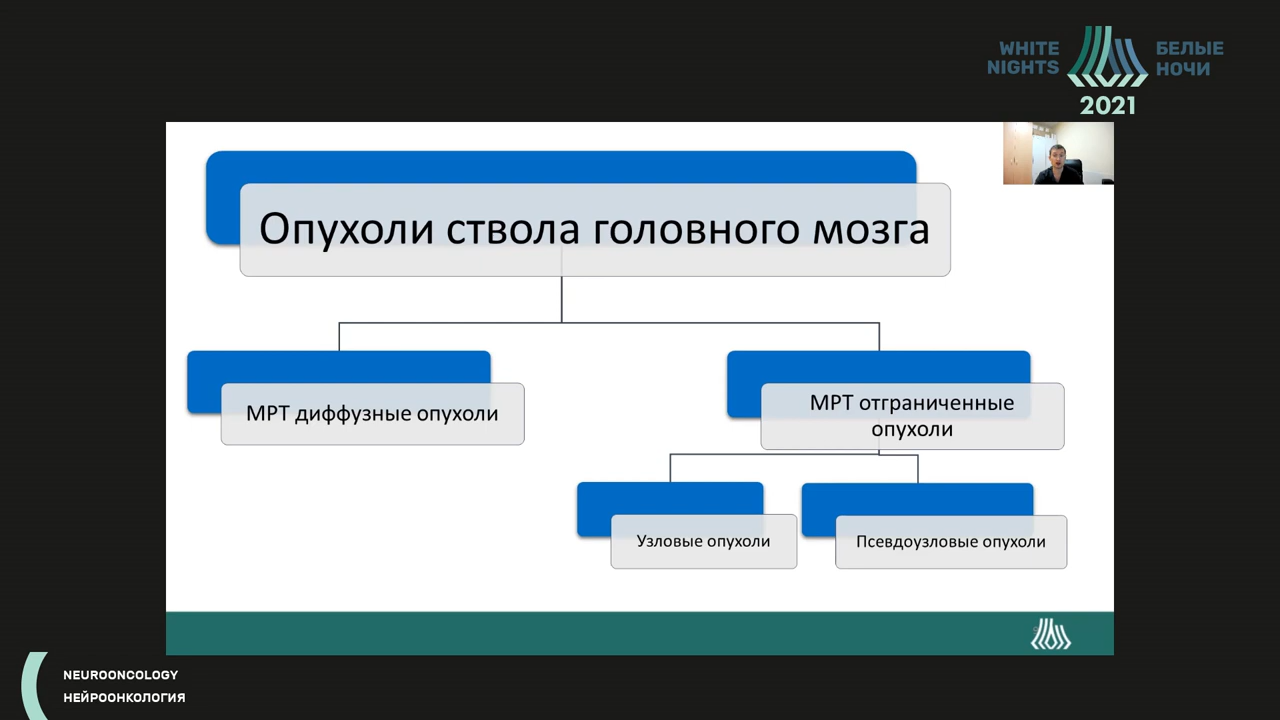 WHITE
NIGHTS
БЕЛЫЕ
НОЧИ
2021
Опухоли ствола головного мозга
МРТ диффузные опухоли
МРТ отграниченные
опухоли
Узловые опухоли
Псевдоузловые опухоли
NEUROONCOLOGY
НЕЙРООНКОЛОГИЯ